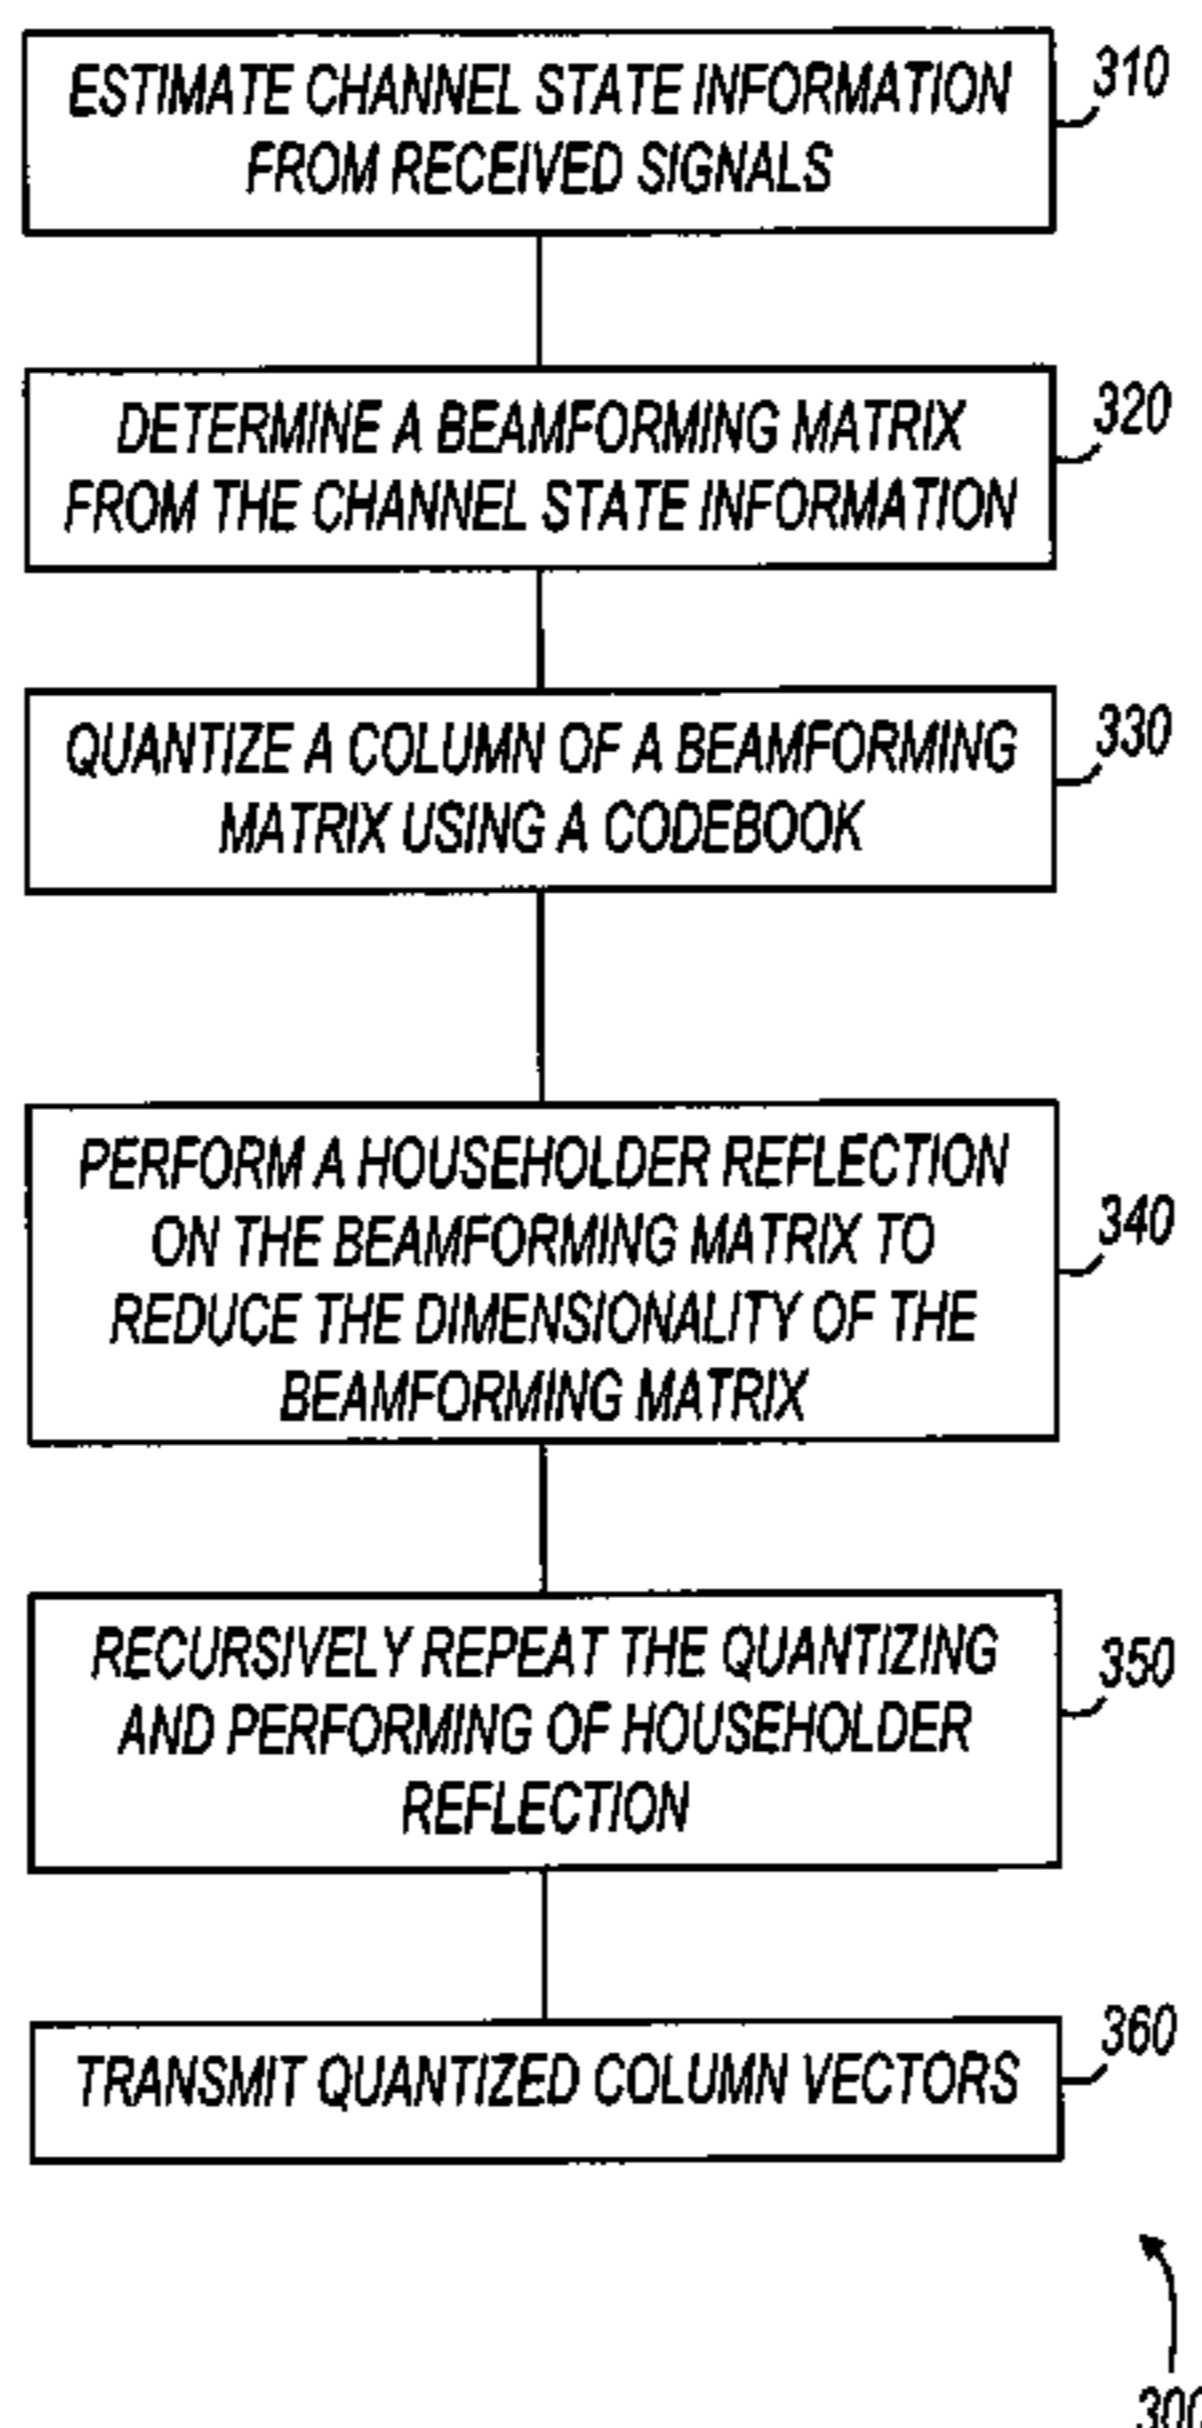 ESTIMATE CHANNEL STATE INFORMATION
FROM RECEIVED SIGNALS
310
DETERMINE A BEAMFORMING MATRIX
FROM THE CHANNEL STATE INFORMATION
320
QUANTIZE A COLUMN OF A BEAMFORMING
MATRIX USING A CODEBOOK
330
PERFORM A HOUSEHOLDER REFLECTION
ON THE BEAMFORMING MATRIX TO
REDUCE THE DIMENSIONALITY OF THE
BEAMFORMING MATRIX
340
RECURSIVELY REPEAT THE QUANTIZING
AND PERFORMING OF HOUSEHOLDER
REFLECTION
350
TRANSMIT QUANTIZED COLUMN VECTORS
360
300